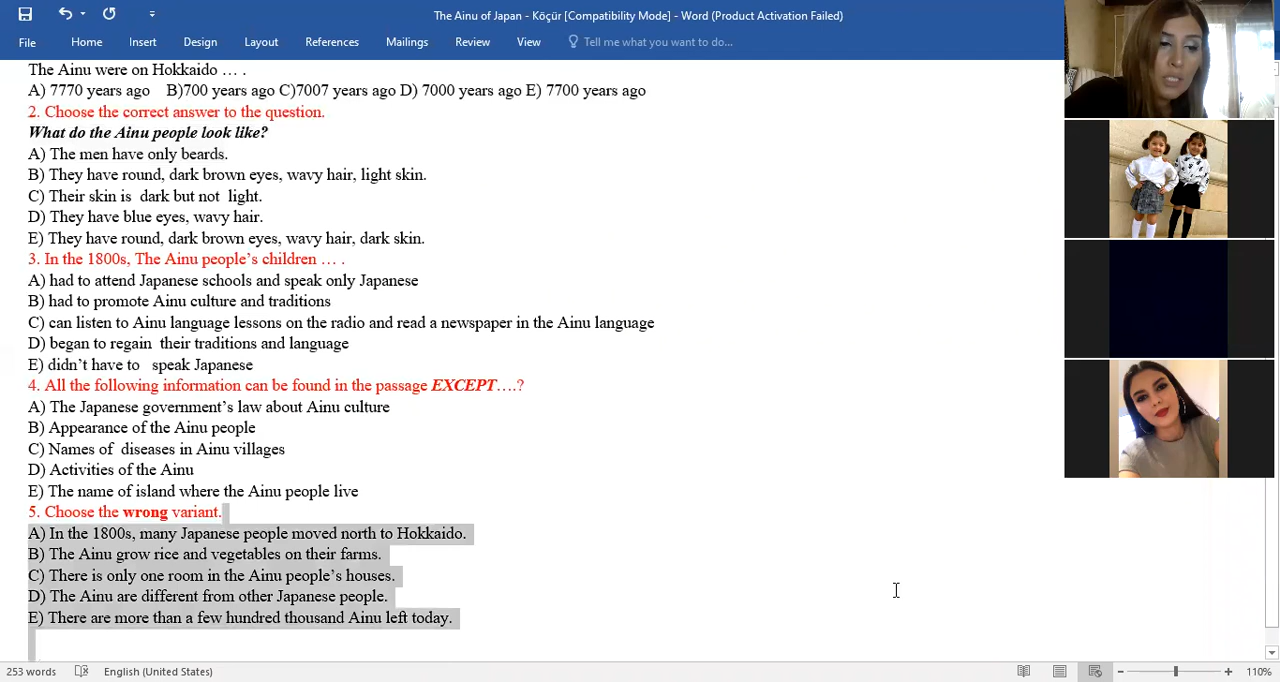 The Ainu of Japan - Köçür [Compatibility Mode] - Word (Product Activation Failed)
File Home Insert Design Layout References Mailings Review View Tell me what you want to do...
The Ainu were on Hokkaido … .
A) 7770 years ago B)700 years ago C)7007 years ago D) 7000 years ago E) 7700 years ago
2. Choose the correct answer to the question.
What do the Ainu people look like?
A) The men have only beards.
B) They have round, dark brown eyes, wavy hair, light skin.
C) Their skin is dark but not light.
D) They have blue eyes, wavy hair.
E) They have round, dark brown eyes, wavy hair, dark skin.
3. In the 1800s, The Ainu people’s children … .
A) had to attend Japanese schools and speak only Japanese
B) had to promote Ainu culture and traditions
C) can listen to Ainu language lessons on the radio and read a newspaper in the Ainu language
D) began to regain their traditions and language
E) didn’t have to speak Japanese
4. All the following information can be found in the passage EXCEPT….?
A) The Japanese government’s law about Ainu culture
B) Appearance of the Ainu people
C) Names of diseases in Ainu villages
D) Activities of the Ainu
E) The name of island where the Ainu people live
5. Choose the wrong variant.
A) In the 1800s, many Japanese people moved north to Hokkaido.
B) The Ainu grow rice and vegetables on their farms.
C) There is only one room in the Ainu people’s houses.
D) The Ainu are different from other Japanese people.
E) There are more than a few hundred thousand Ainu left today.
253 words English (United States) 110%